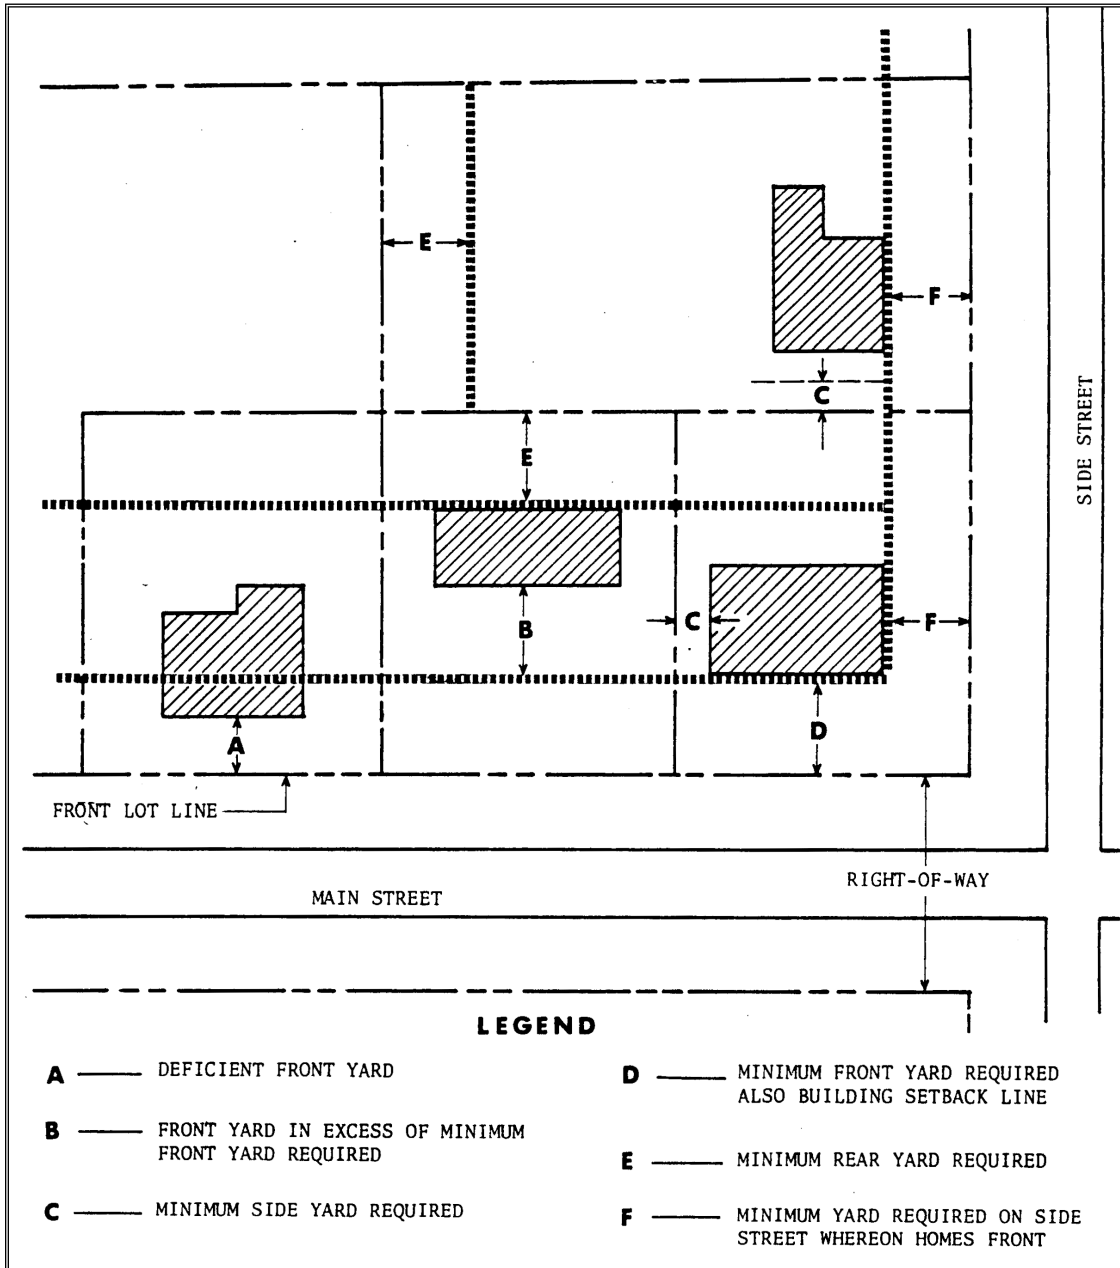 E
F
C
SIDE STREET
E
B
C
F
A
D
FRONT LOT LINE
RIGHT-OF-WAY
MAIN STREET
LEGEND
A DEFICIENT FRONT YARD
B FRONT YARD IN EXCESS OF MINIMUM
FRONT YARD REQUIRED
C MINIMUM SIDE YARD REQUIRED
D MINIMUM FRONT YARD REQUIRED
ALSO BUILDING SETBACK LINE
E MINIMUM REAR YARD REQUIRED
F MINIMUM YARD REQUIRED ON SIDE
STREET WHEREON HOMES FRONT